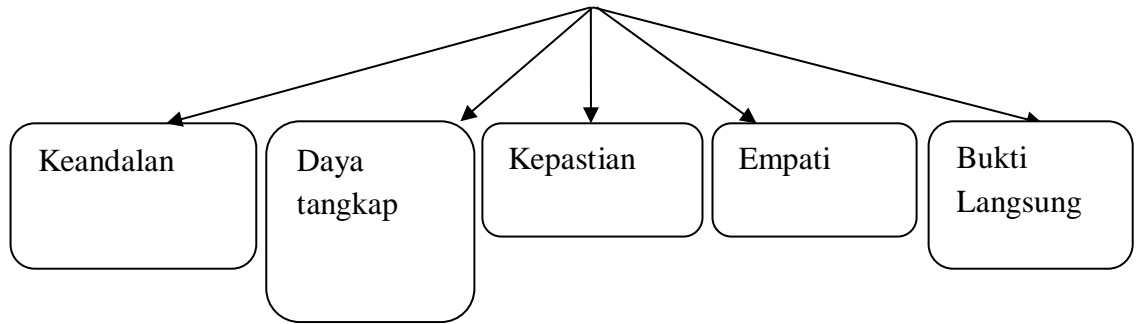 Keandalan
Daya
tangkap
Kepastian
Empati
Bukti
Langsung